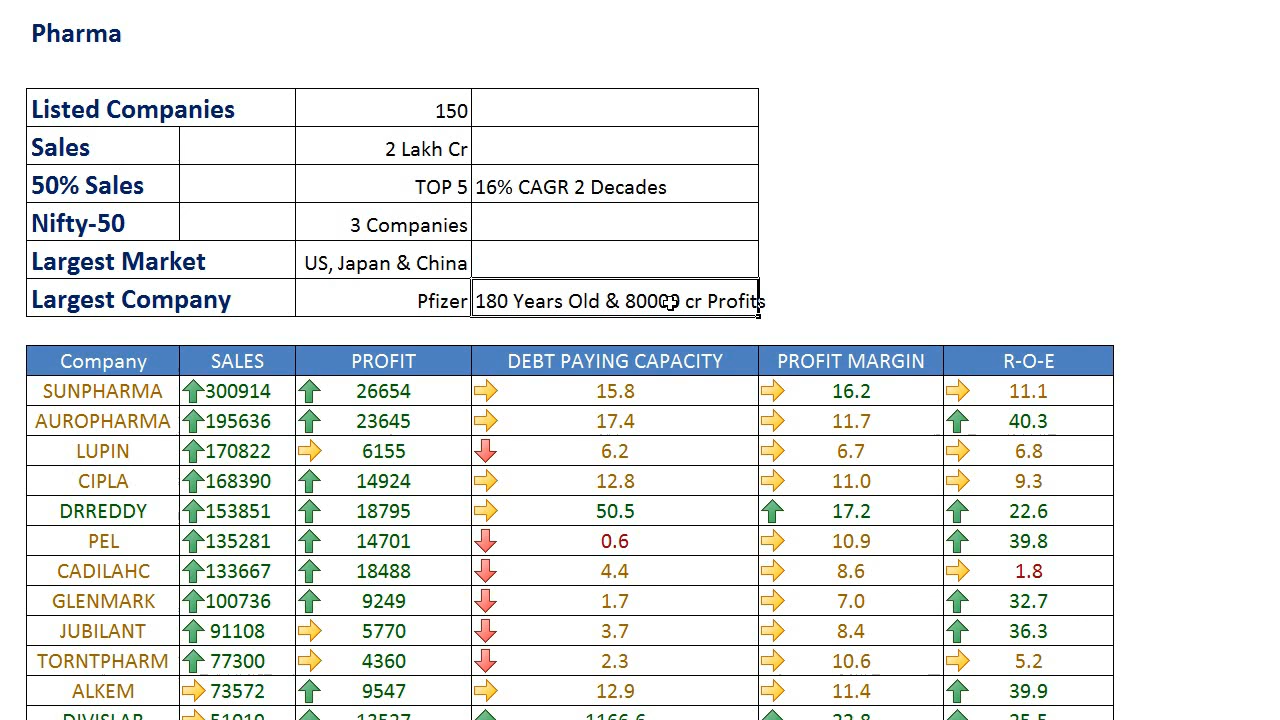 Pharma
Listed Companies 150
Sales 2 Lakh Cr
50% Sales TOP 5 16% CAGR 2 Decades
Nifty-50 3 Companies
Largest Market US, Japan & China
Largest Company Pfizer 180 Years Old & 80000 cr Profits
Company SALES PROFIT DEBT PAYING CAPACITY PROFIT MARGIN R-O-E
SUNPHARMA 300914 26654 15.8 16.2 11.1
AUROPHARMA 195636 23645 17.4 11.7 40.3
LUPIN 170822 6155 6.2 6.7 6.8
CIPLA 168390 14924 12.8 11.0 9.3
DRREDDY 153851 18795 50.5 17.2 22.6
PEL 135281 14701 0.6 10.9 39.8
CADILAHC 133667 18488 4.4 8.6 1.8
GLENMARK 100736 9249 1.7 7.0 32.7
JUBILANT 91108 5770 3.7 8.4 36.3
TORNTPHARM 77300 4360 2.3 10.6 5.2
ALKEM 73572 9547 12.9 11.4 39.9